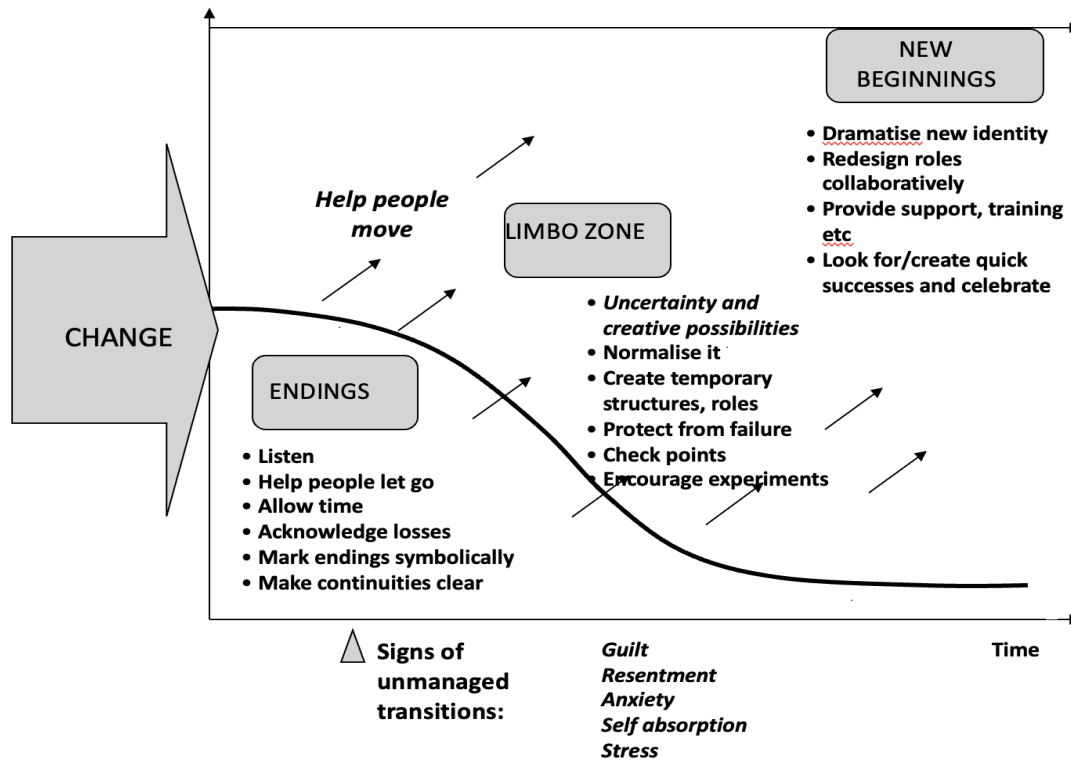 CHANGE
Help people
move
ENDINGS
• Listen
• Help people let go
• Allow time
• Acknowledge losses
• Mark endings symbolically
• Make continuities clear
LIMBO ZONE
• Uncertainty and
creative possibilities
• Normalise it
• Create temporary
structures, roles
• Protect from failure
• Check points
• Encourage experiments
NEW
BEGINNINGS
• Dramatise new identity
• Redesign roles
collaboratively
• Provide support, training
etc
• Look for/create quick
successes and celebrate
Signs of
unmanaged
transitions:
Guilt
Resentment
Anxiety
Self absorption
Stress
Time